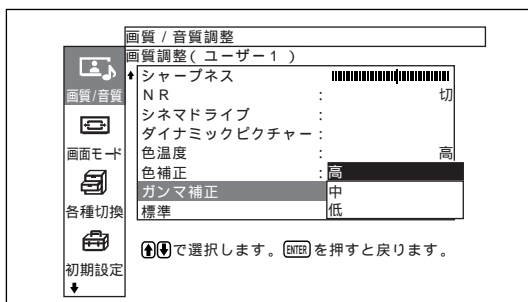 画質 / 音質調整
画質調整( ユーザー1 )
画質/音質
画面モード
各種切換
初期設定
シャープネス
NR : 切
シネマドライブ :
ダイナミックピクチャー :
色温度 : 高
色補正 : 高
ガンマ補正 中
標準 低
で選択します。ENTERを押すと戻ります。